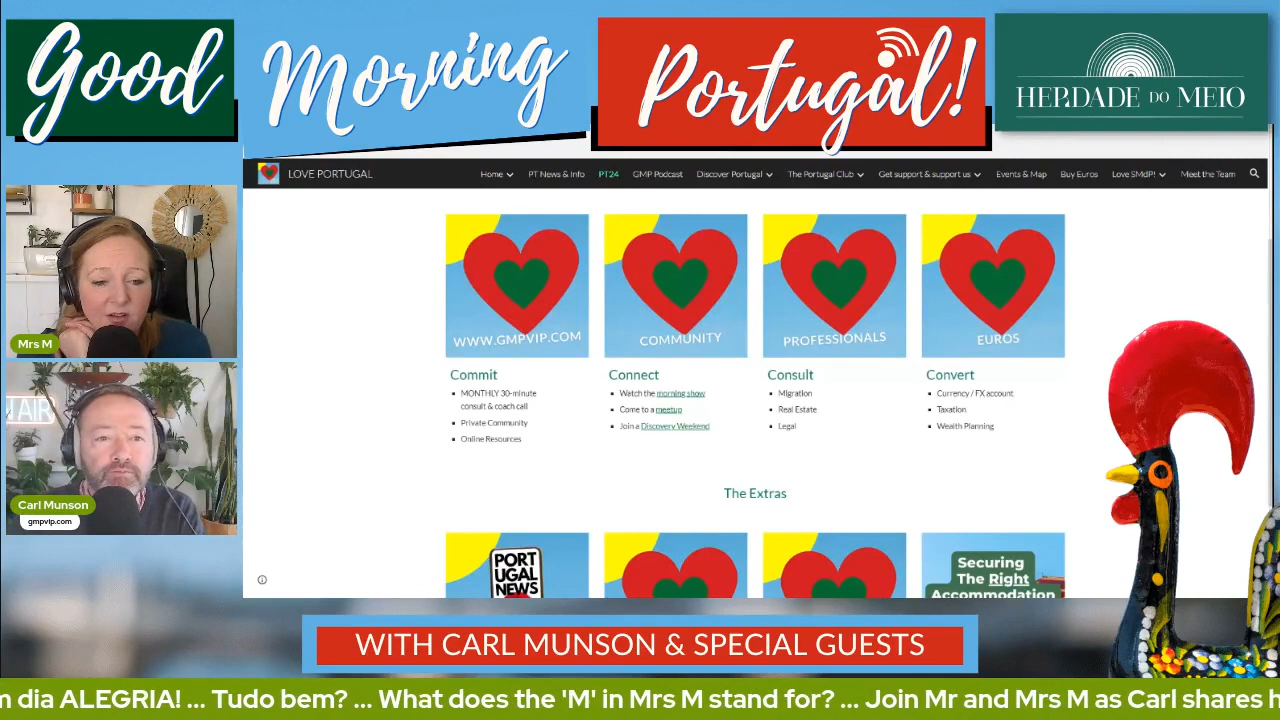 Good
Morning
Portugal!
HERDADE DO MEIO
LOVE PORTUGAL
Home
PT News & Info
PT24
GMP Podcast
Discover Portugal
The Portugal Club
Get support & support us
Events & Map
Buy Euros
Love SMdP!
Meet the Team
Mrs M
AIR
Carl Munson
gmpvip.com
WWW.GMPVIP.COM
COMMUNITY
PROFESSIONALS
EUROS
Commit
MONTHLY 30-minute
consult & coach call
Private Community
Online Resources
Connect
Watch the morning show
Come to a meetup
Join a Discovery Weekend
Consult
Migration
Real Estate
Legal
Convert
Currency / FX account
Taxation
Wealth Planning
The Extras
PORT
UGAL
NEWS
Securing
The Right
Accommodation
WITH CARL MUNSON & SPECIAL GUESTS
m dia ALEGRIA! ... Tudo bem? ... What does the 'M' in Mrs M stand for? ... Join Mr and Mrs M as Carl shares h